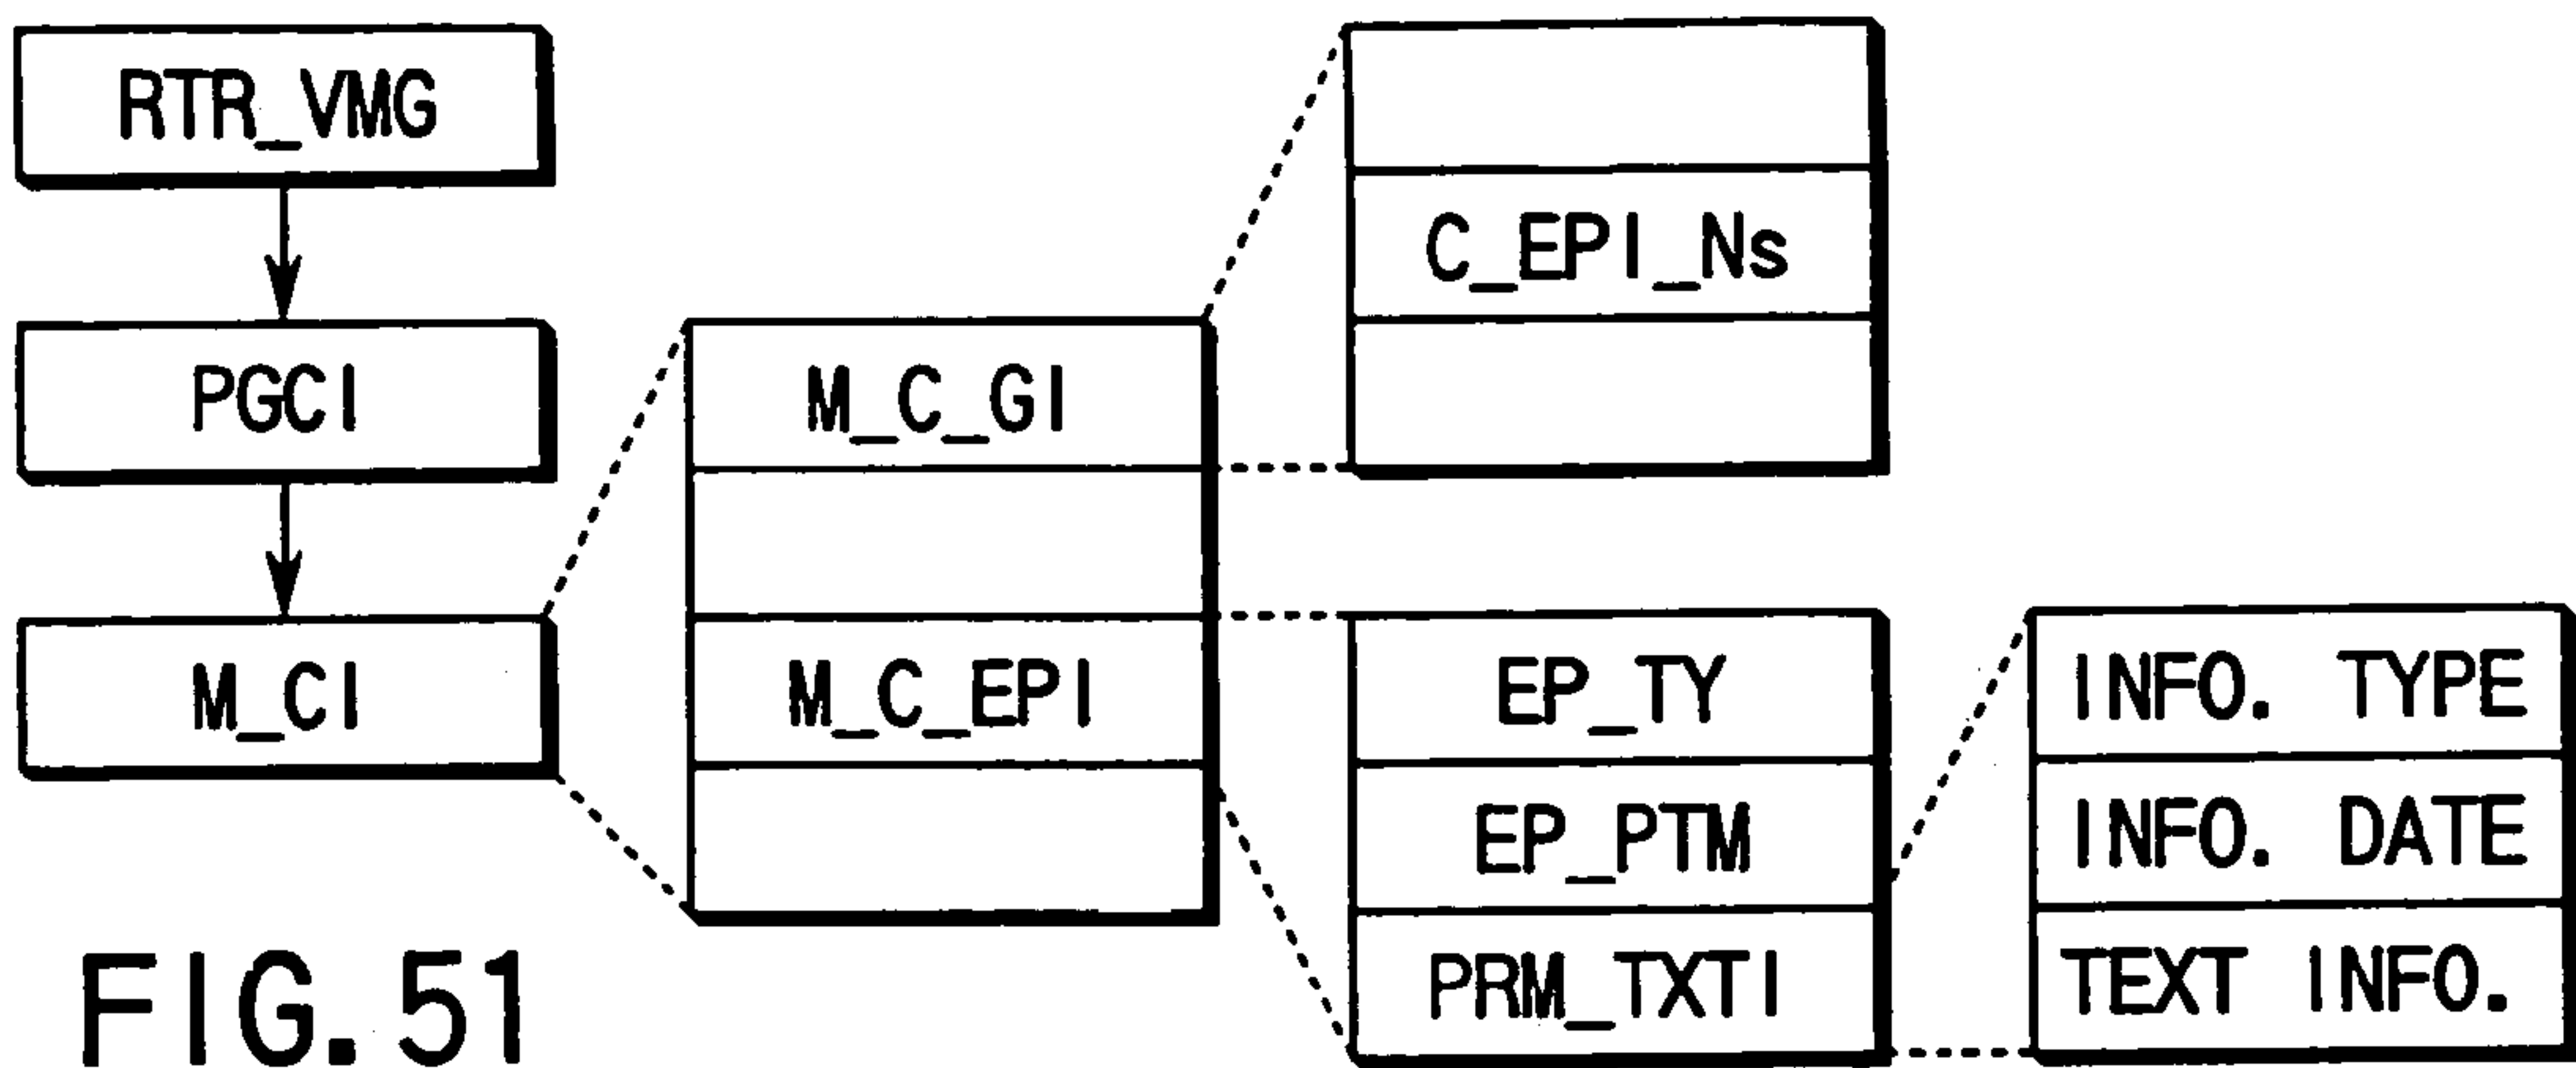 RTR_VMG
PGCI
M_CI
M_C_GI
M_C_EPI
C_EPI_Ns
EP_TY
EP_PTM
PRM_TXTI
INFO. TYPE
INFO. DATE
TEXT INFO.
FIG. 51